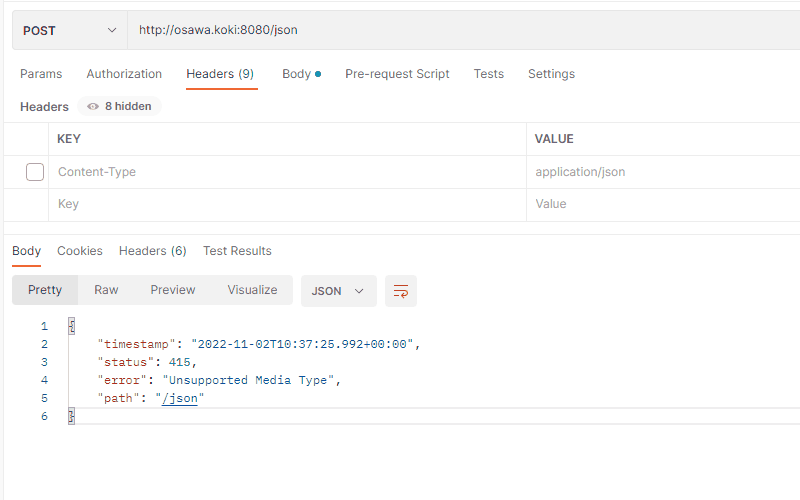 POST http://osawa.koki:8080/json
Params Authorization Headers (9) Body Pre-request Script Tests Settings
Headers 8 hidden
KEY VALUE
Content-Type application/json
Key Value
Body Cookies Headers (6) Test Results
Pretty Raw Preview Visualize JSON
1 {
2 "timestamp": "2022-11-02T10:37:25.992+00:00",
3 "status": 415,
4 "error": "Unsupported Media Type",
5 "path": "/json"
6 }